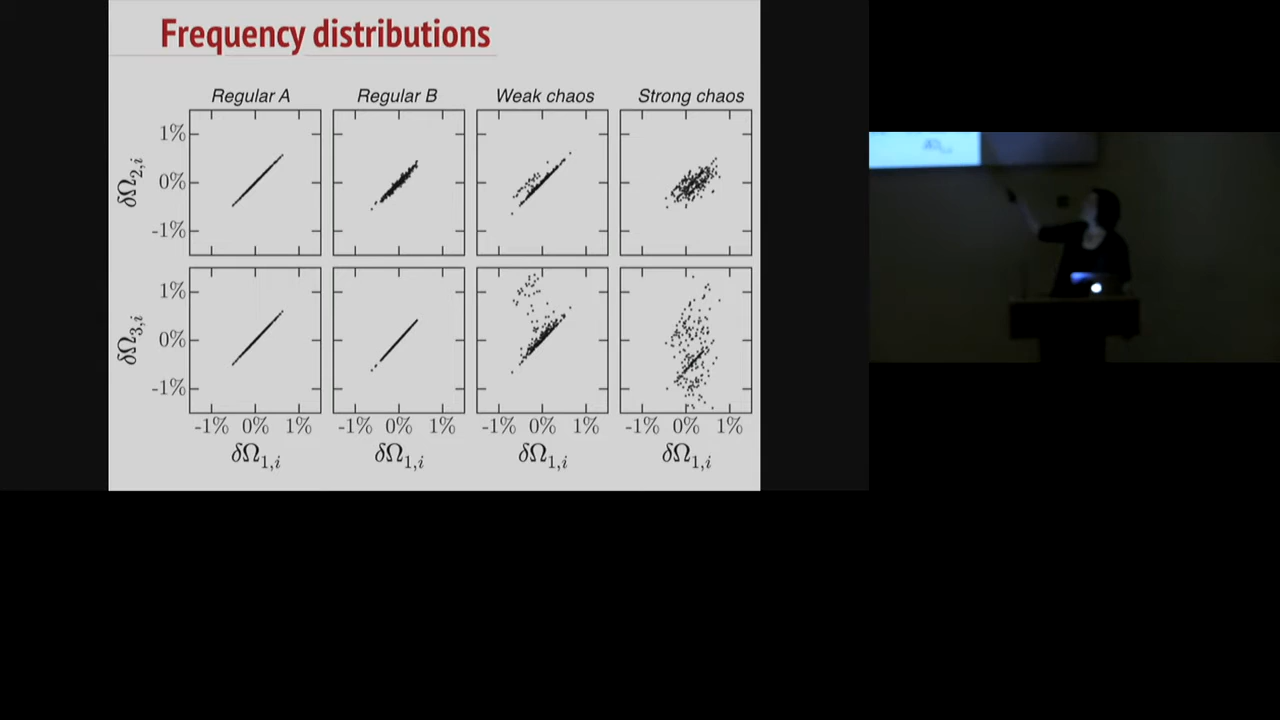 Frequency distributions
Regular A Regular B Weak chaos Strong chaos
1%
δΩ2,i 0%
-1%
1%
δΩ3,i 0%
-1%
-1% 0% 1% -1% 0% 1% -1% 0% 1% -1% 0% 1%
δΩ1,i δΩ1,i δΩ1,i δΩ1,i